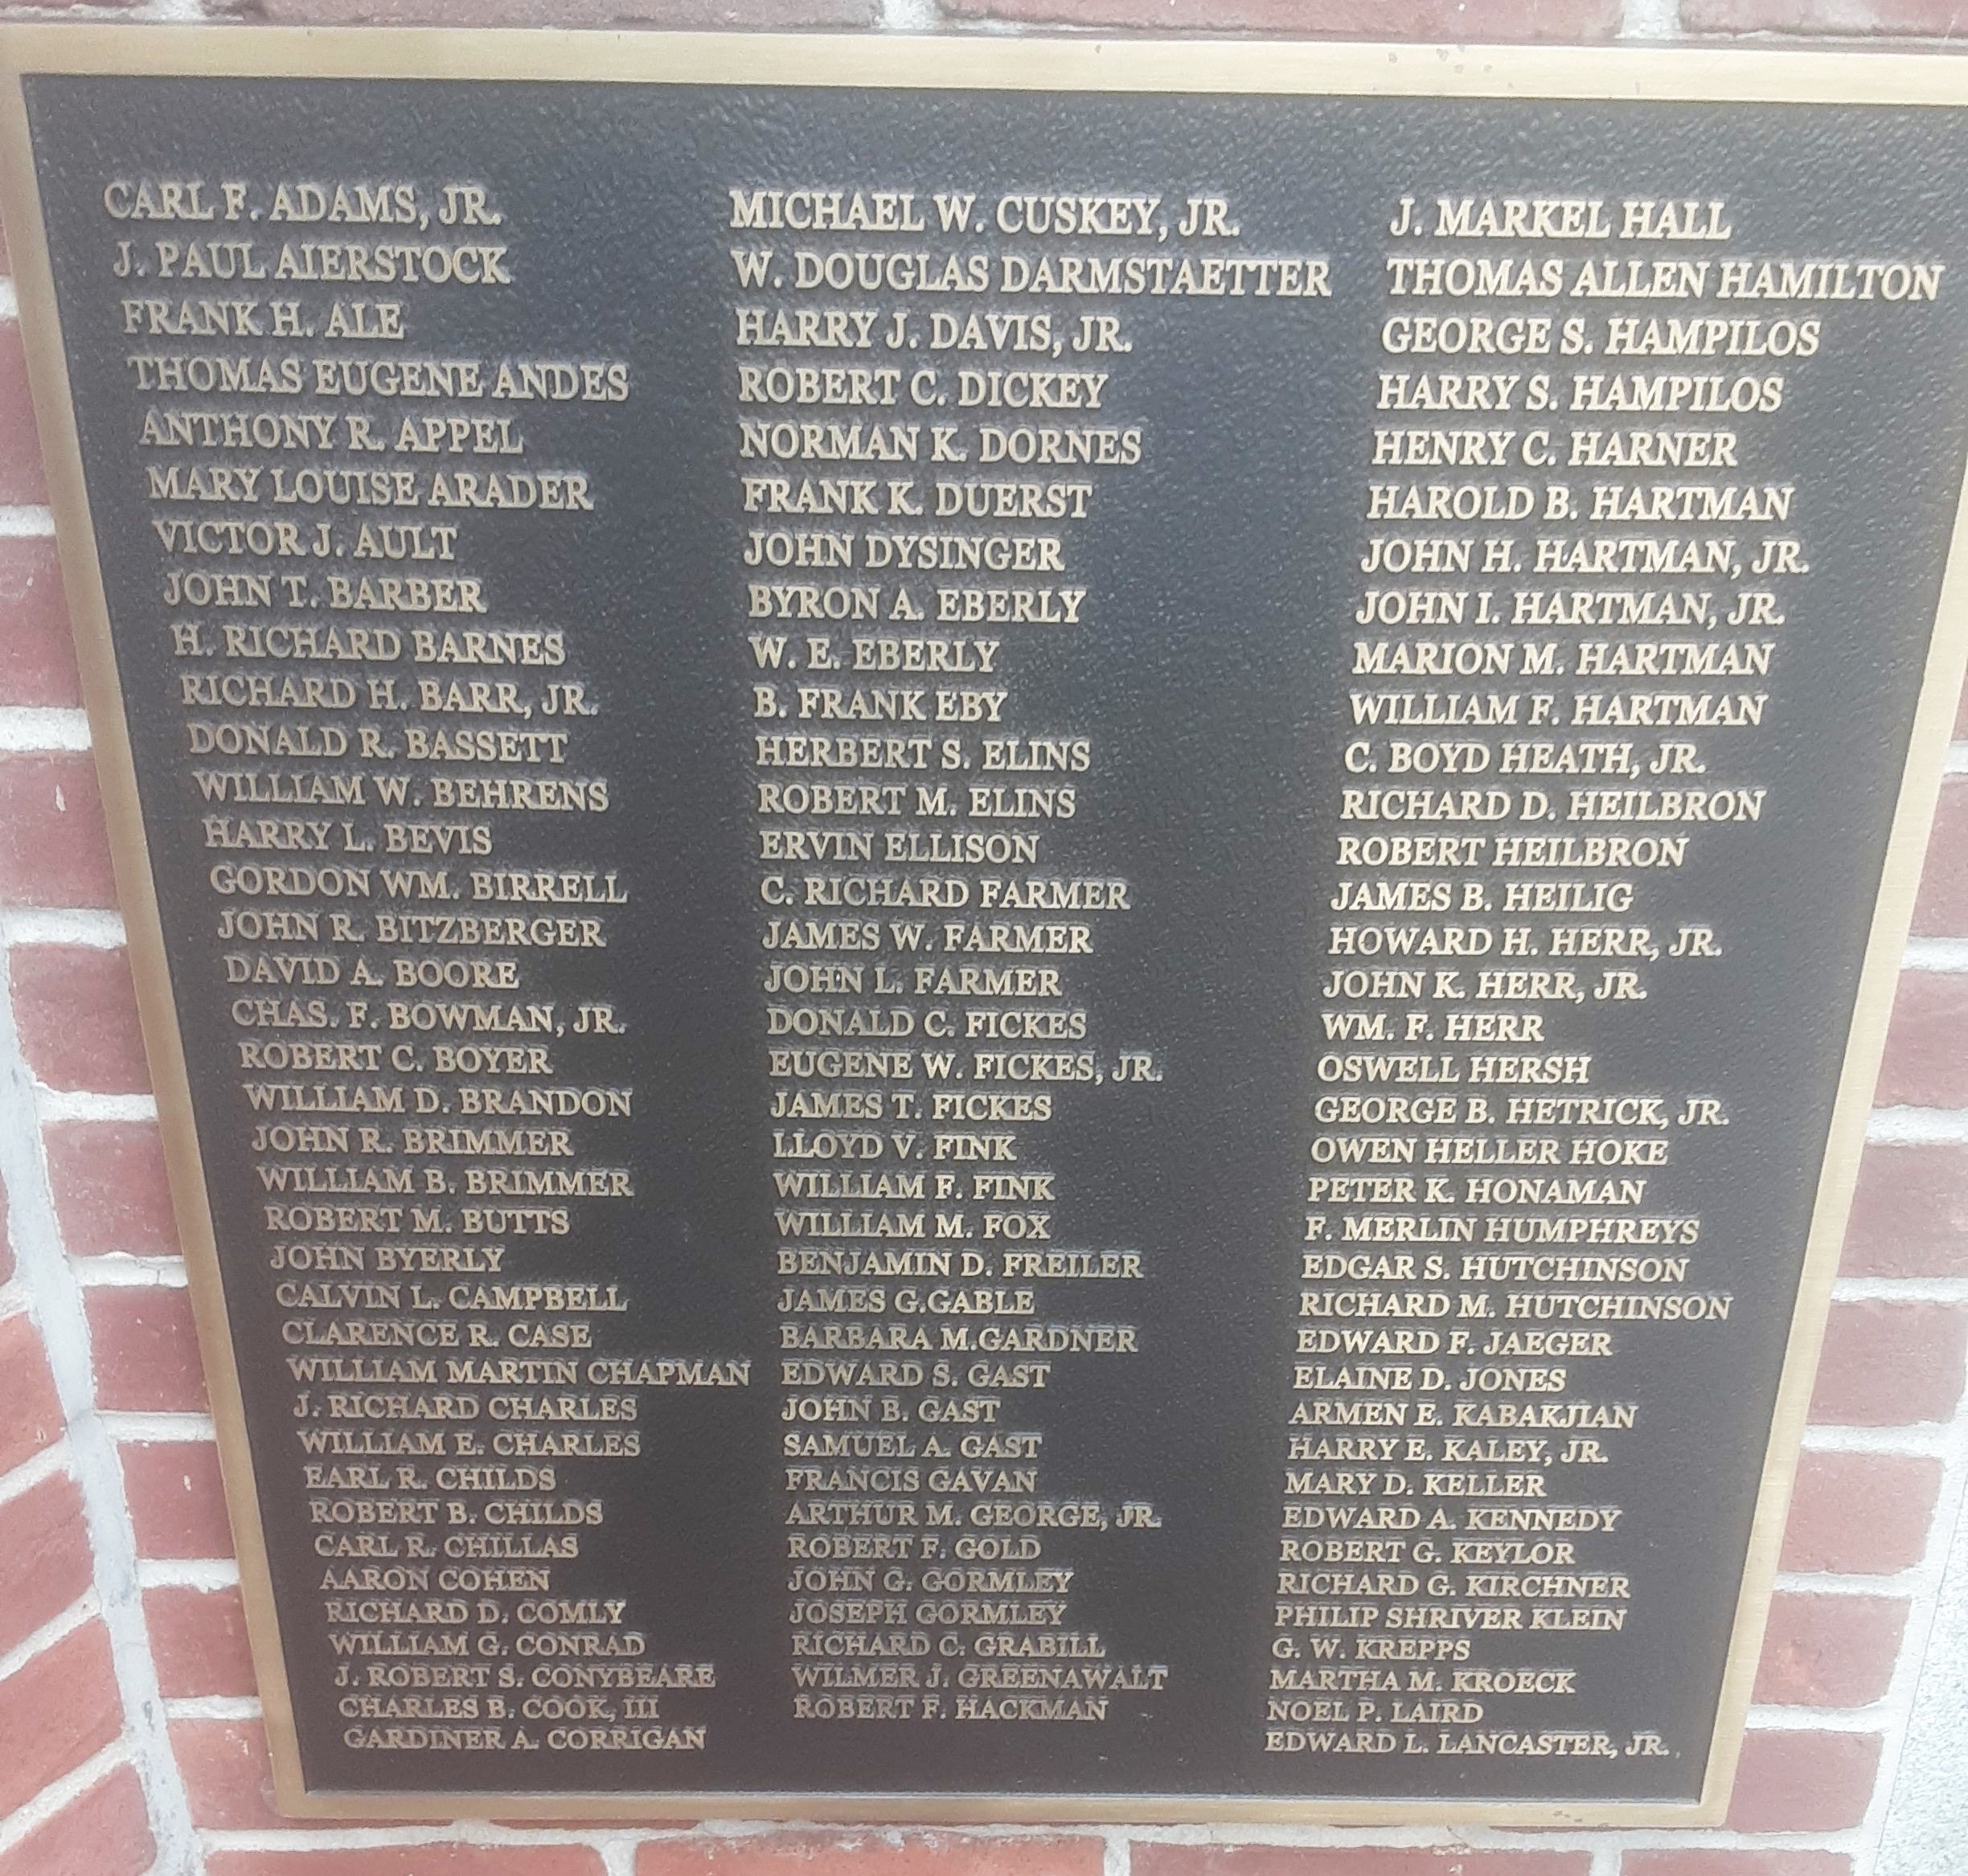 CARL F. ADAMS, JR.
J. PAUL AIERSTOCK
FRANK H. ALE
THOMAS EUGENE ANDES
ANTHONY R. APPEL
MARY LOUISE ARADER
VICTOR J. AULT
JOHN T. BARBER
H. RICHARD BARNES
RICHARD H. BARR, JR.
DONALD R. BASSETT
WILLIAM W. BEHRENS
HARRY L. BEVIS
GORDON WM. BIRRELL
JOHN R. BITZBERGER
DAVID A. BOORE
CHAS. F. BOWMAN, JR.
ROBERT C. BOYER
WILLIAM D. BRANDON
JOHN R. BRIMMER
WILLIAM B. BRIMMER
ROBERT M. BUTTS
JOHN BYERLY
CALVIN L. CAMPBELL
CLARENCE R. CASE
WILLIAM MARTIN CHAPMAN
J. RICHARD CHARLES
WILLIAM E. CHARLES
EARL R. CHILDS
ROBERT B. CHILDS
CARL R. CHILLAS
AARON COHEN
RICHARD D. COMLY
WILLIAM G. CONRAD
J. ROBERT S. CONYBEARE
CHARLES B. COOK, III
GARDINER A. CORRIGAN
MICHAEL W. CUSKEY, JR.
W. DOUGLAS DARMSTAETTER
HARRY J. DAVIS, JR.
ROBERT C. DICKEY
NORMAN K. DORNES
FRANK K. DUERST
JOHN DYSINGER
BYRON A. EBERLY
W. E. EBERLY
B. FRANK EBY
HERBERT S. ELINS
ROBERT M. ELINS
ERVIN ELLISON
C. RICHARD FARMER
JAMES W. FARMER
JOHN L. FARMER
DONALD C. FICKES
EUGENE W. FICKES, JR.
JAMES T. FICKES
LLOYD V. FINK
WILLIAM F. FINK
WILLIAM M. FOX
BENJAMIN D. FREILER
JAMES G.GABLE
BARBARA M.GARDNER
EDWARD S. GAST
JOHN B. GAST
SAMUEL A. GAST
FRANCIS GAVAN
ARTHUR M. GEORGE, JR.
ROBERT F. GOLD
JOHN G. GORMLEY
JOSEPH GORMLEY
RICHARD C. GRABILL
WILMER J. GREENAWALT
ROBERT F. HACKMAN
J. MARKEL HALL
THOMAS ALLEN HAMILTON
GEORGE S. HAMPILOS
HARRY S. HAMPILOS
HENRY C. HARNER
HAROLD B. HARTMAN
JOHN H. HARTMAN, JR.
JOHN I. HARTMAN, JR.
MARION M. HARTMAN
WILLIAM F. HARTMAN
C. BOYD HEATH, JR.
RICHARD D. HEILBRON
ROBERT HEILBRON
JAMES B. HEILIG
HOWARD H. HERR, JR.
JOHN K. HERR, JR.
WM. F. HERR
OSWELL HERSH
GEORGE B. HETRICK, JR.
OWEN HELLER HOKE
PETER K. HONAMAN
F. MERLIN HUMPHREYS
EDGAR S. HUTCHINSON
RICHARD M. HUTCHINSON
EDWARD F. JAEGER
ELAINE D. JONES
ARMEN E. KABAKJIAN
HARRY E. KALEY, JR.
MARY D. KELLER
EDWARD A. KENNEDY
ROBERT G. KEYLOR
RICHARD G. KIRCHNER
PHILIP SHRIVER KLEIN
G. W. KREPPS
MARTHA M. KROECK
NOEL P. LAIRD
EDWARD L. LANCASTER, JR.